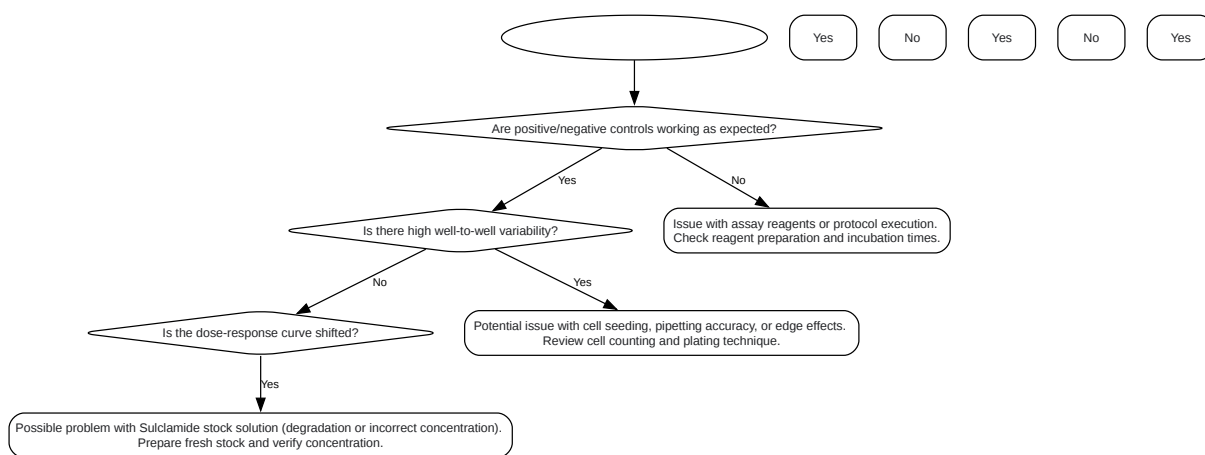 Yes
No
Yes
No
Yes
Are positive/negative controls working as expected?
Yes
No
Is there high well-to-well variability?
Issue with assay reagents or protocol execution.
Check reagent preparation and incubation times.
No
Yes
Is the dose-response curve shifted?
Potential issue with cell seeding, pipetting accuracy, or edge effects.
Review cell counting and plating technique.
Yes
Possible problem with Sulclamide stock solution (degradation or incorrect concentration).
Prepare fresh stock and verify concentration.